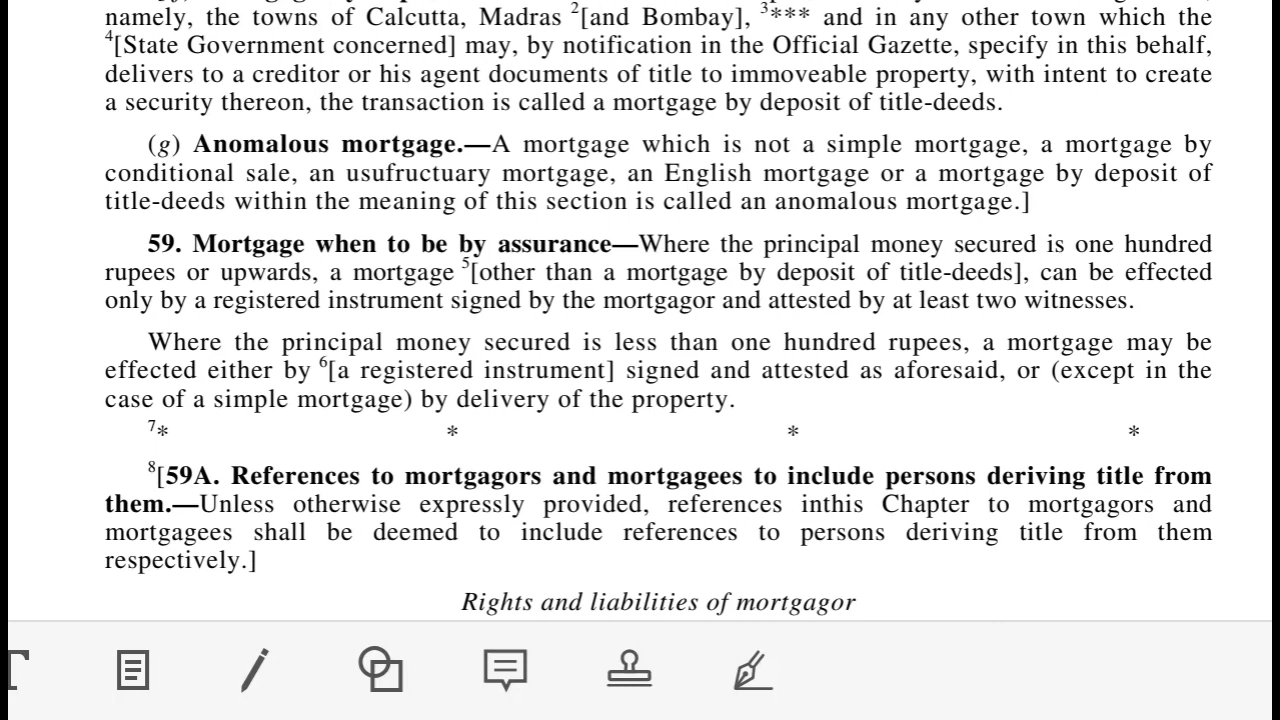 namely, the towns of Calcutta, Madras 2[and Bombay], 3*** and in any other town which the
4[State Government concerned] may, by notification in the Official Gazette, specify in this behalf,
delivers to a creditor or his agent documents of title to immoveable property, with intent to create
a security thereon, the transaction is called a mortgage by deposit of title-deeds.
(g) Anomalous mortgage.—A mortgage which is not a simple mortgage, a mortgage by
conditional sale, an usufructuary mortgage, an English mortgage or a mortgage by deposit of
title-deeds within the meaning of this section is called an anomalous mortgage.]
59. Mortgage when to be by assurance—Where the principal money secured is one hundred
rupees or upwards, a mortgage 5[other than a mortgage by deposit of title-deeds], can be effected
only by a registered instrument signed by the mortgagor and attested by at least two witnesses.
Where the principal money secured is less than one hundred rupees, a mortgage may be
effected either by 6[a registered instrument] signed and attested as aforesaid, or (except in the
case of a simple mortgage) by delivery of the property.
7* * * *
8[59A. References to mortgagors and mortgagees to include persons deriving title from
them.—Unless otherwise expressly provided, references inthis Chapter to mortgagors and
mortgagees shall be deemed to include references to persons deriving title from them
respectively.]
Rights and liabilities of mortgagor